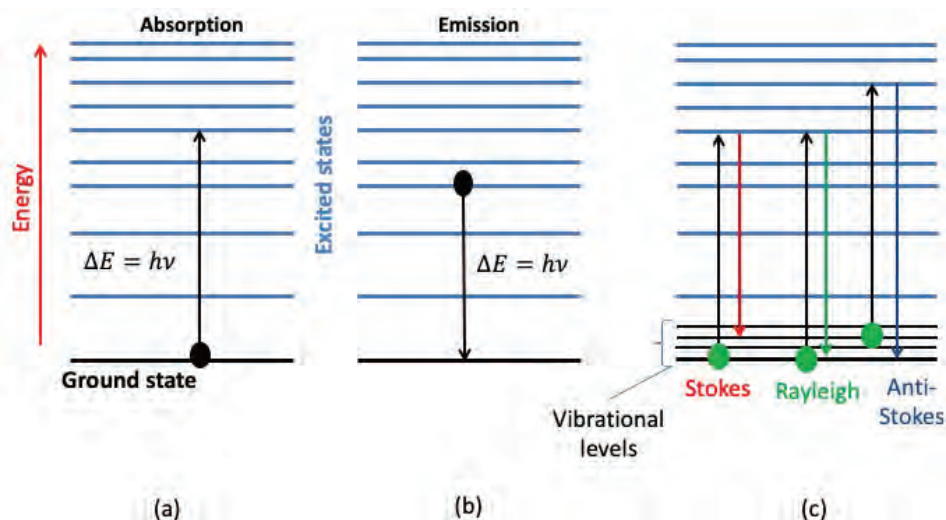 Absorption
Emission
Energy
Excited states
ΔE = hν
ΔE = hν
Ground state
Stokes
Rayleigh
Anti-
Stokes
Vibrational
levels
(a)
(b)
(c)